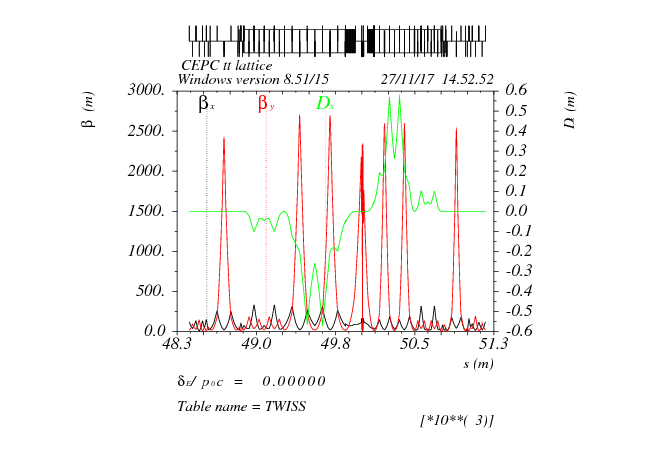 CEPC tt lattice
Windows version 8.51/15 27/11/17 14.52.52
β (m)
βx βy Dx
D (m)
3000. 0.6
0.5
2500. 0.4
0.3
2000. 0.2
0.1
1500. 0.0
-0.1
1000. -0.2
-0.3
500. -0.4
-0.5
0.0 -0.6
48.3 49.0 49.8 50.5 51.3
s (m)
δE/ p0c = 0.00000
Table name = TWISS
[*10**( 3)]